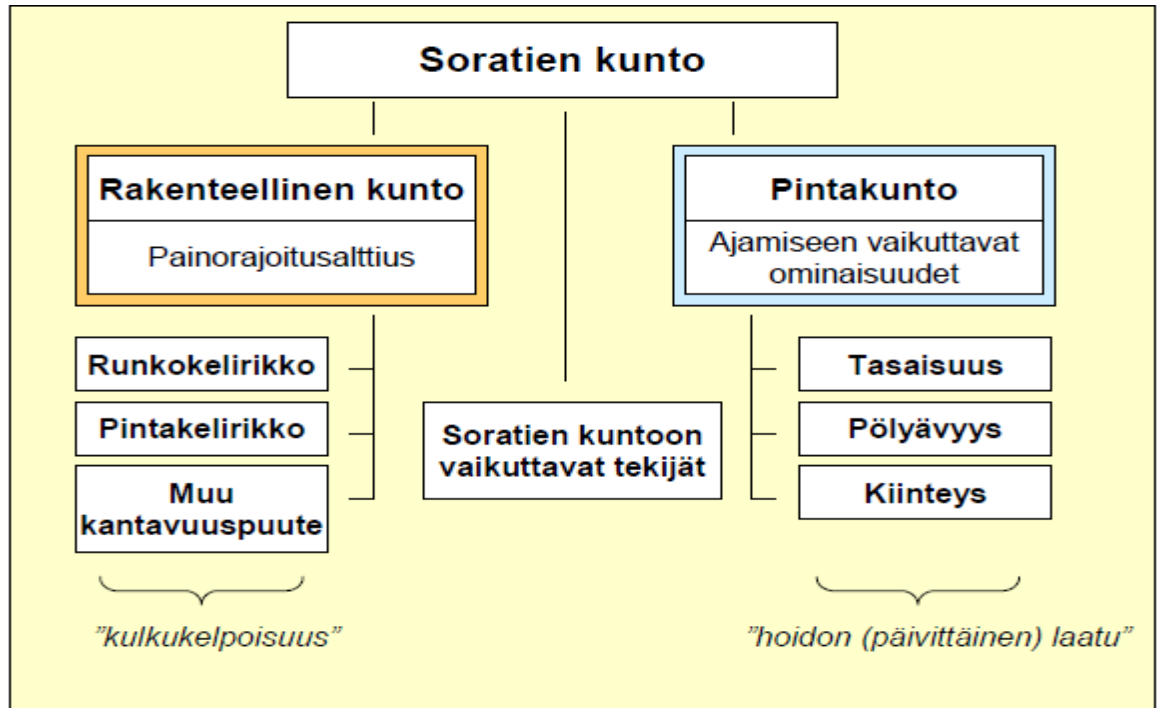 Soratien kunto
Rakenteellinen kunto
Painorajoitusalttius
Runkokelirikko
Pintakelirikko
Muu
kantavuuspuute
”kulkukelpoisuus”
Soratien kuntoon
vaikuttavat tekijät
Pintakunto
Ajamiseen vaikuttavat
ominaisuudet
Tasaisuus
Pölyävyys
Kiinteys
”hoidon (päivittäinen) laatu”